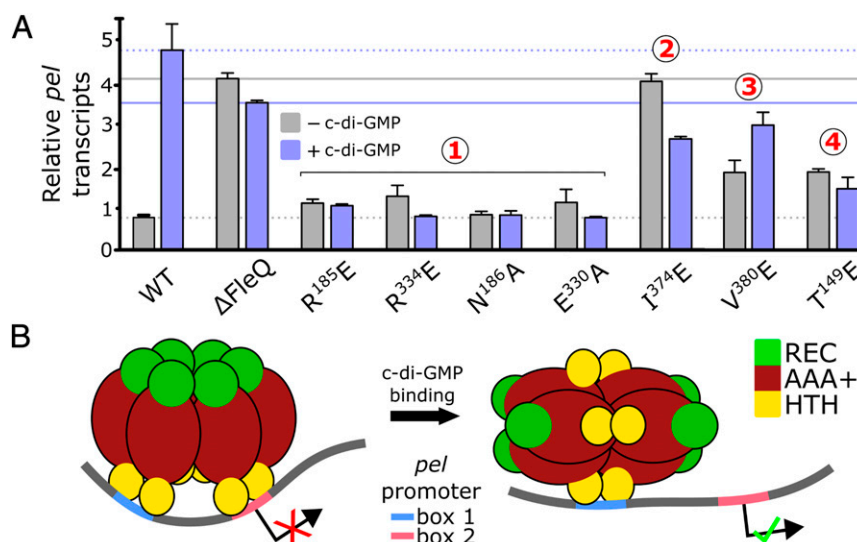 A
Relative pel
transcripts
5
4
3
2
1
0
− c-di-GMP
+ c-di-GMP
①
②
③
④
WT
ΔFleQ
R¹⁸⁵E
R³³⁴E
N¹⁸⁶A
E³³⁰A
I³⁷⁴E
V³⁸⁰E
T¹⁴⁹E
B
c-di-GMP
binding
pel
promoter
box 1
box 2
REC
AAA+
HTH